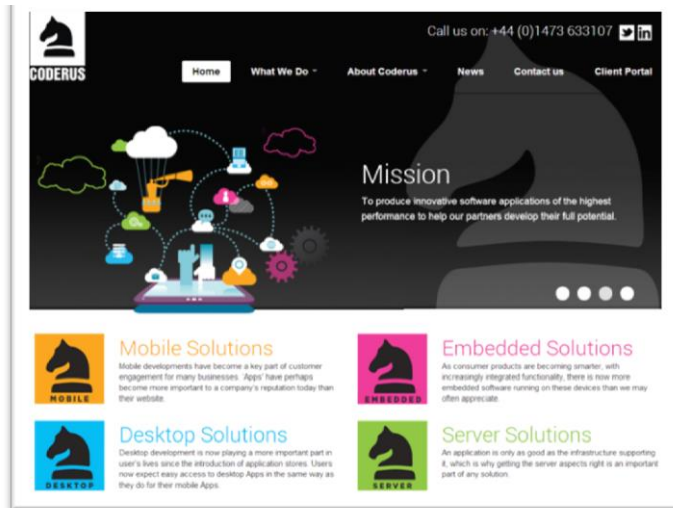 Call us on: +44 (0)1473 633107
CODERUS
Home What We Do About Coderus News Contact us Client Portal
Mission
To produce innovative software applications of the highest
performance to help our partners develop their full potential.
Mobile Solutions
Mobile developments have become a key part of customer
engagement for many businesses. 'Apps' have perhaps
become more important to a company's reputation today than
their website.
MOBILE
Embedded Solutions
As consumer products are becoming smarter, with
increasingly integrated functionality, there is now more
embedded software running on these devices than we may
often appreciate.
EMBEDDED
Desktop Solutions
Desktop development is now playing a more important part in
user's lives since the introduction of application stores. Users
now expect easy access to desktop Apps in the same way as
they do for their mobile Apps.
DESKTOP
Server Solutions
An application is only as good as the infrastructure supporting
it, which is why getting the server aspects right is an important
part of any solution.
SERVER